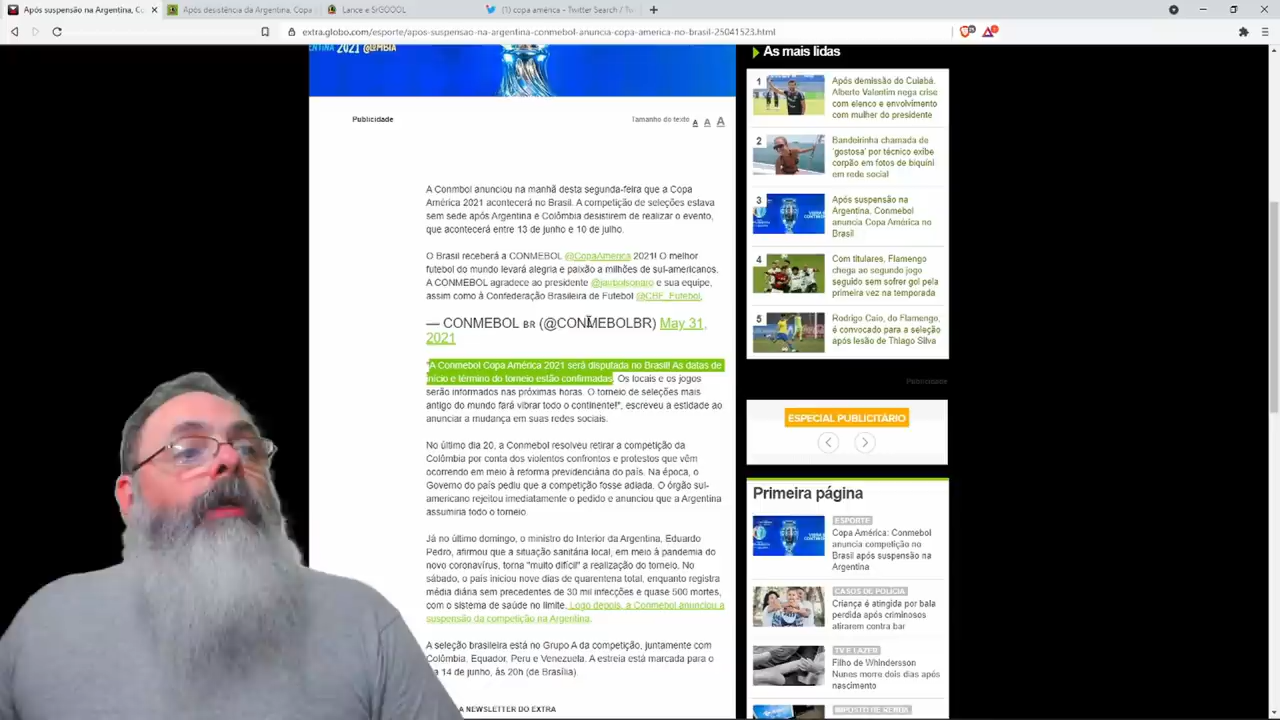 Após suspensão na Argentina, Co
Após desistência da Argentina, Copa
Lance e SrGOOOL
(1) copa américa - Twitter Search / Tw
extra.globo.com/esporte/apos-suspensao-na-argentina-conmebol-anuncia-copa-america-no-brasil-25041523.html
ENTINA 2021
Publicidade
Tamanho do texto A A A
A Conmbol anunciou na manhã desta segunda-feira que a Copa
América 2021 acontecerá no Brasil. A competição de seleções estava
sem sede após Argentina e Colômbia desistirem de realizar o evento,
que acontecerá entre 13 de junho e 10 de julho.
O Brasil receberá a CONMEBOL @CopaAmerica 2021! O melhor
futebol do mundo levará alegria e paixão a milhões de sul-americanos.
A CONMEBOL agradece ao presidente @jairbolsonaro e sua equipe,
assim como à Confederação Brasileira de Futebol @CBF_Futebol.
— CONMEBOL BR (@CONMEBOLBR) May 31,
2021
"A Conmebol Copa América 2021 será disputada no Brasil! As datas de
início e término do torneio estão confirmadas. Os locais e os jogos
serão informados nas próximas horas. O torneio de seleções mais
antigo do mundo fará vibrar todo o continente!", escreveu a estidade ao
anunciar a mudança em suas redes sociais.
No último dia 20, a Conmebol resolveu retirar a competição da
Colômbia por conta dos violentos confrontos e protestos que vêm
ocorrendo em meio à reforma previdenciária do país. Na época, o
Governo do país pediu que a competição fosse adiada. O órgão sul-
americano rejeitou imediatamente o pedido e anunciou que a Argentina
assumiria todo o torneio.
Já no último domingo, o ministro do Interior da Argentina, Eduardo
Pedro, afirmou que a situação sanitária local, em meio à pandemia do
novo coronavírus, torna "muito difícil" a realização do torneio. No
sábado, o país iniciou nove dias de quarentena total, enquanto registra
média diária sem precedentes de 30 mil infecções e quase 500 mortes,
com o sistema de saúde no limite. Logo depois, a Conmebol anunciou a
suspensão da competição na Argentina.
A seleção brasileira está no Grupo A da competição, juntamente com
Colômbia, Equador, Peru e Venezuela. A estreia está marcada para o
dia 14 de junho, às 20h (de Brasília).
A NEWSLETTER DO EXTRA
As mais lidas
1
Após demissão do Cuiabá,
Alberto Valentim nega crise
com elenco e envolvimento
com mulher do presidente
2
Bandeirinha chamada de
'gostosa' por técnico exibe
corpão em fotos de biquíni
em rede social
3
Após suspensão na
Argentina, Conmebol
anuncia Copa América no
Brasil
4
Com titulares, Flamengo
chega ao segundo jogo
seguido sem sofrer gol pela
primeira vez na temporada
5
Rodrigo Caio, do Flamengo,
é convocado para a seleção
após lesão de Thiago Silva
Publicidade
ESPECIAL PUBLICITÁRIO
Primeira página
ESPORTE
Copa América: Conmebol
anuncia competição no
Brasil após suspensão na
Argentina
CASOS DE POLÍCIA
Criança é atingida por bala
perdida após criminosos
atirarem contra bar
TV E LAZER
Filho de Whindersson
Nunes morre dois dias após
nascimento
IMPOSTO DE RENDA